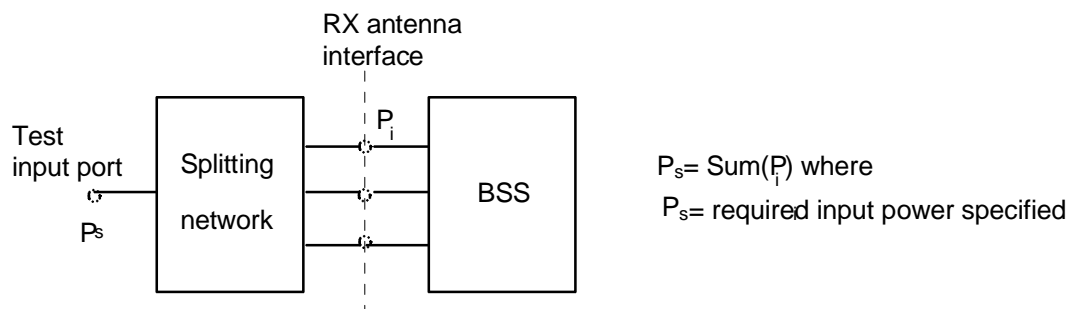 RX antenna
interface
Test
input port
Ps
Splitting
network
Pi
BSS
Ps= Sum(Pi) where
Ps= required input power specified